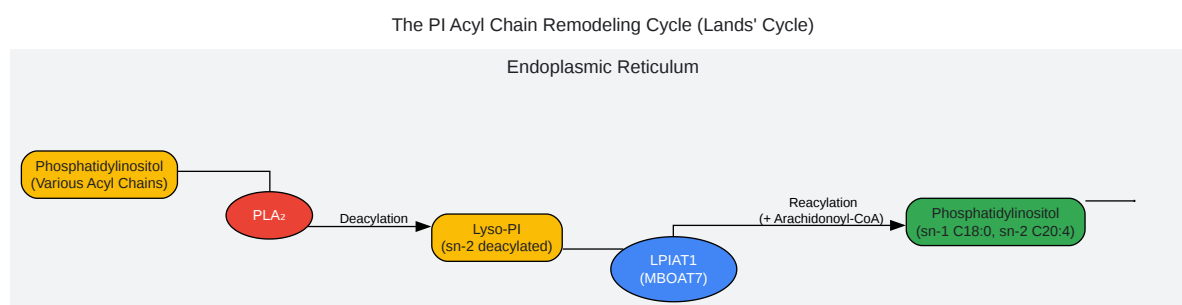 The PI Acyl Chain Remodeling Cycle (Lands' Cycle)
Endoplasmic Reticulum
Phosphatidylinositol
(Various Acyl Chains)
PLA₂
Deacylation
Lyso-PI
(sn-2 deacylated)
LPIAT1
(MBOAT7)
Reacylation
(+ Arachidonoyl-CoA)
Phosphatidylinositol
(sn-1 C18:0, sn-2 C20:4)